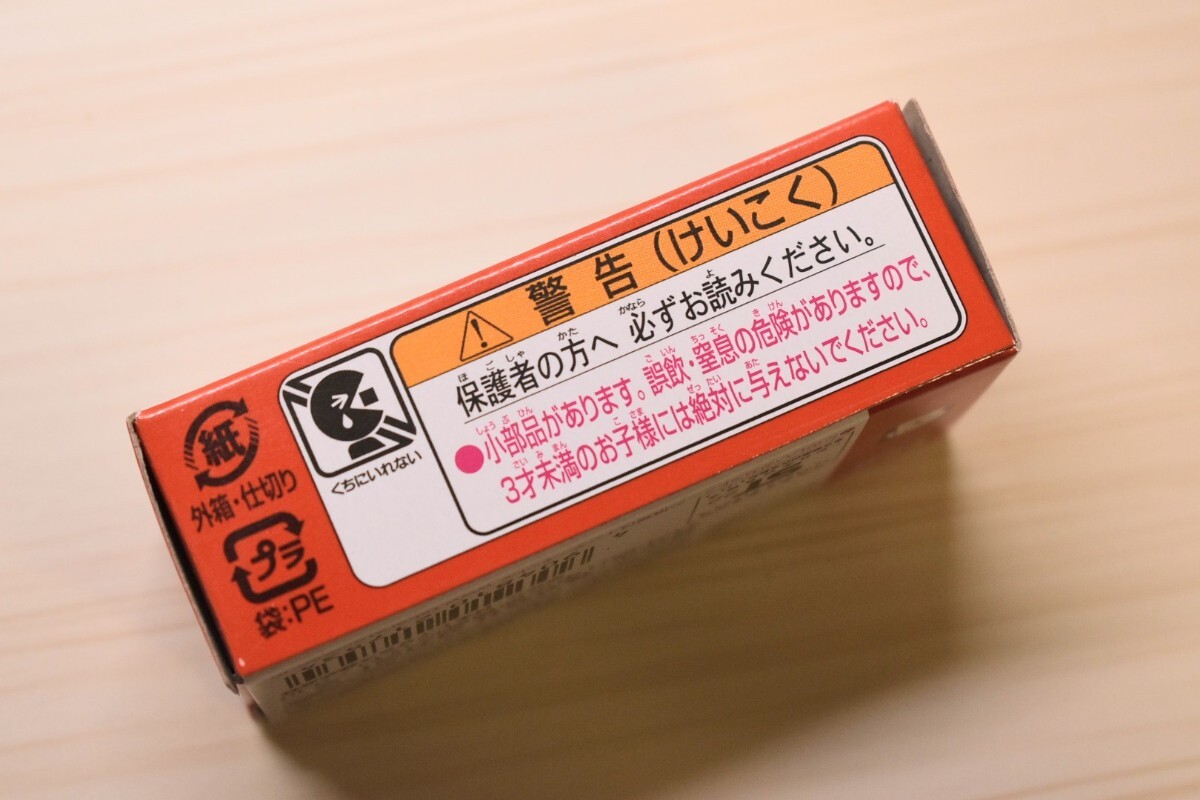 警告(けいこく)
保護者の方へ 必ずお読みください。
●小部品があります。誤飲・窒息の危険がありますので、
3才未満のお子様には絶対に与えないでください。
くちにいれない
紙
外箱・仕切り
プラ
袋:PE